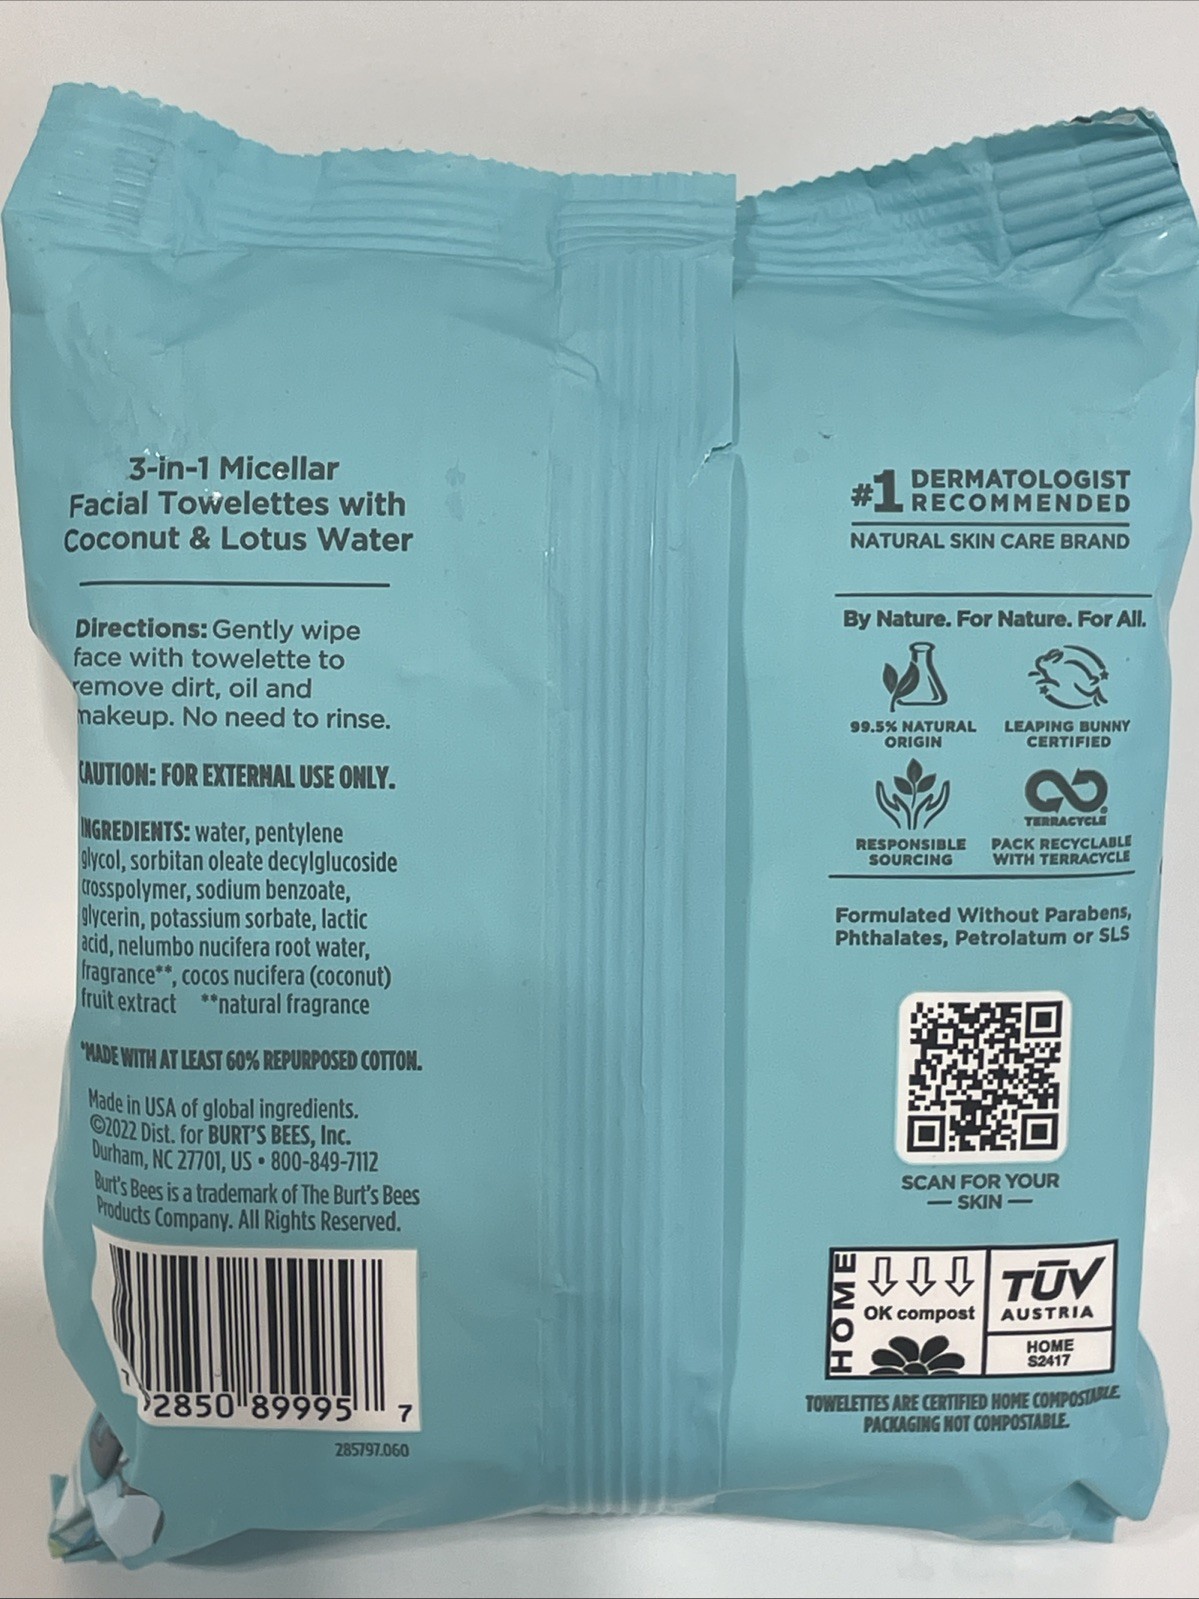 3-in-1 Micellar
Facial Towelettes with
Coconut & Lotus Water
Directions: Gently wipe
face with towelette to
remove dirt, oil and
makeup. No need to rinse.
CAUTION: FOR EXTERNAL USE ONLY.
INGREDIENTS: water, pentylene
glycol, sorbitan oleate decylglucoside
crosspolymer, sodium benzoate,
glycerin, potassium sorbate, lactic
acid, nelumbo nucifera root water,
fragrance**, cocos nucifera (coconut)
fruit extract **natural fragrance
*MADE WITH AT LEAST 60% REPURPOSED COTTON.
Made in USA of global ingredients.
©2022 Dist. for BURT'S BEES, Inc.
Durham, NC 27701, US • 800-849-7112
Burt's Bees is a trademark of The Burt's Bees
Products Company. All Rights Reserved.
7 92850 89995 7
285797.060
#1 DERMATOLOGIST
RECOMMENDED
NATURAL SKIN CARE BRAND
By Nature. For Nature. For All.
99.5% NATURAL
ORIGIN
LEAPING BUNNY
CERTIFIED
TERRACYCLE®
RESPONSIBLE
SOURCING
PACK RECYCLABLE
WITH TERRACYCLE
Formulated Without Parabens,
Phthalates, Petrolatum or SLS
SCAN FOR YOUR
— SKIN —
HOME
OK compost
TÜV
AUSTRIA
HOME
S2417
TOWELETTES ARE CERTIFIED HOME COMPOSTABLE.
PACKAGING NOT COMPOSTABLE.